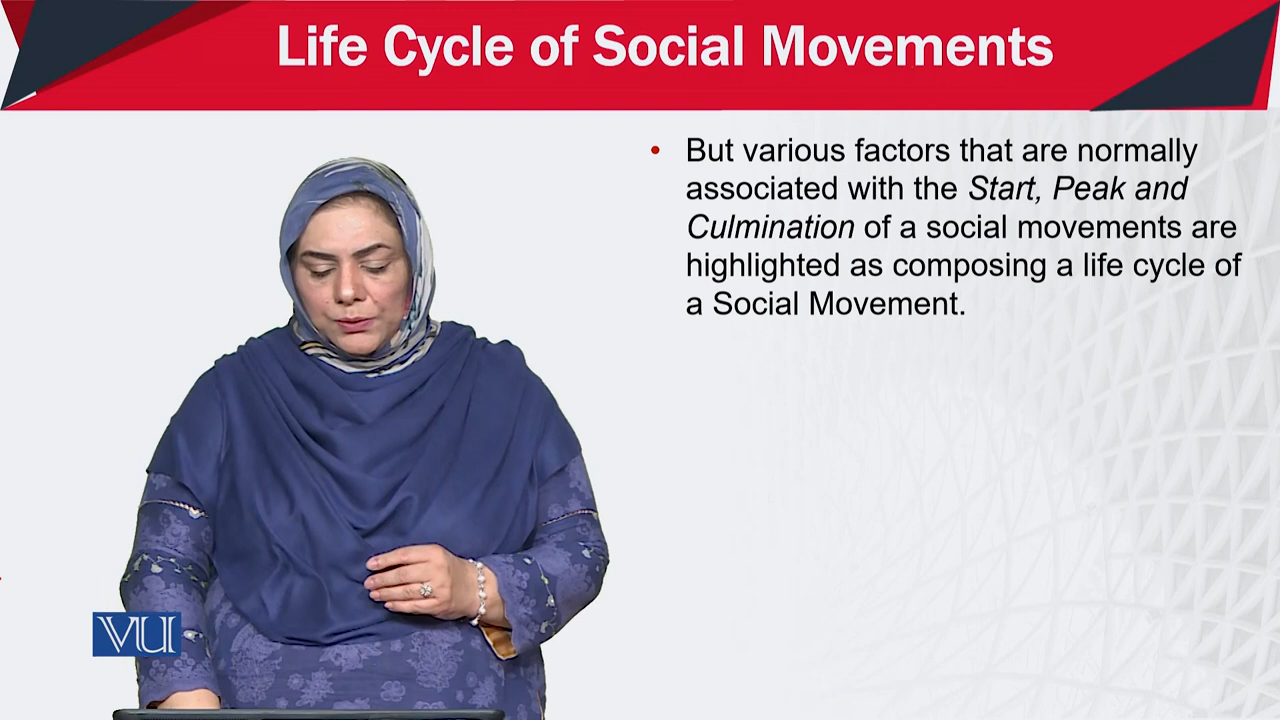 Life Cycle of Social Movements
• But various factors that are normally
associated with the Start, Peak and
Culmination of a social movements are
highlighted as composing a life cycle of
a Social Movement.
VU